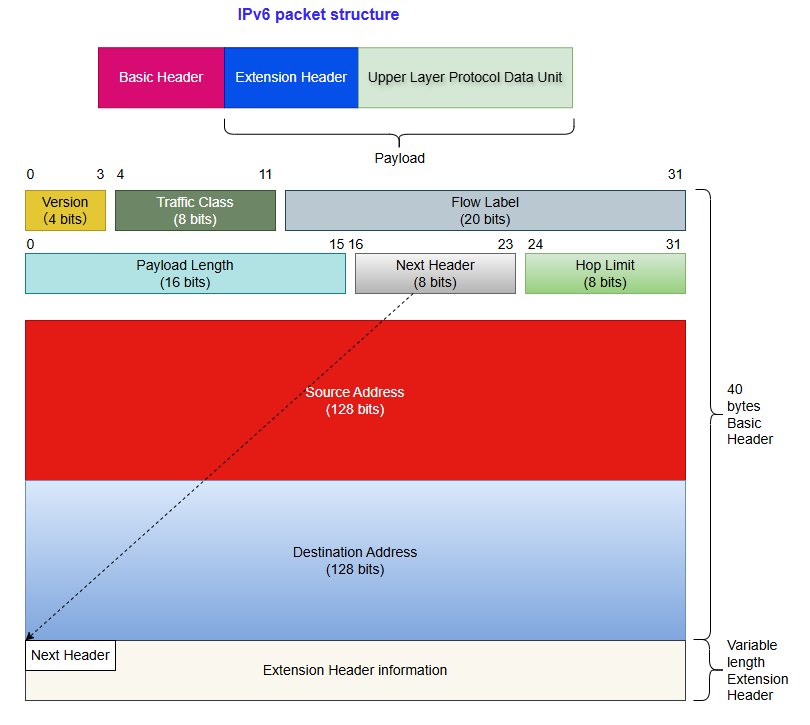 IPv6 packet structure
Basic Header
Extension Header
Upper Layer Protocol Data Unit
Payload
0 3 4 11 31
Version
(4 bits)
Traffic Class
(8 bits)
Flow Label
(20 bits)
0 15 16 23 24 31
Payload Length
(16 bits)
Next Header
(8 bits)
Hop Limit
(8 bits)
Source Address
(128 bits)
40
bytes
Basic
Header
Destination Address
(128 bits)
Next Header
Extension Header information
Variable
length
Extension
Header